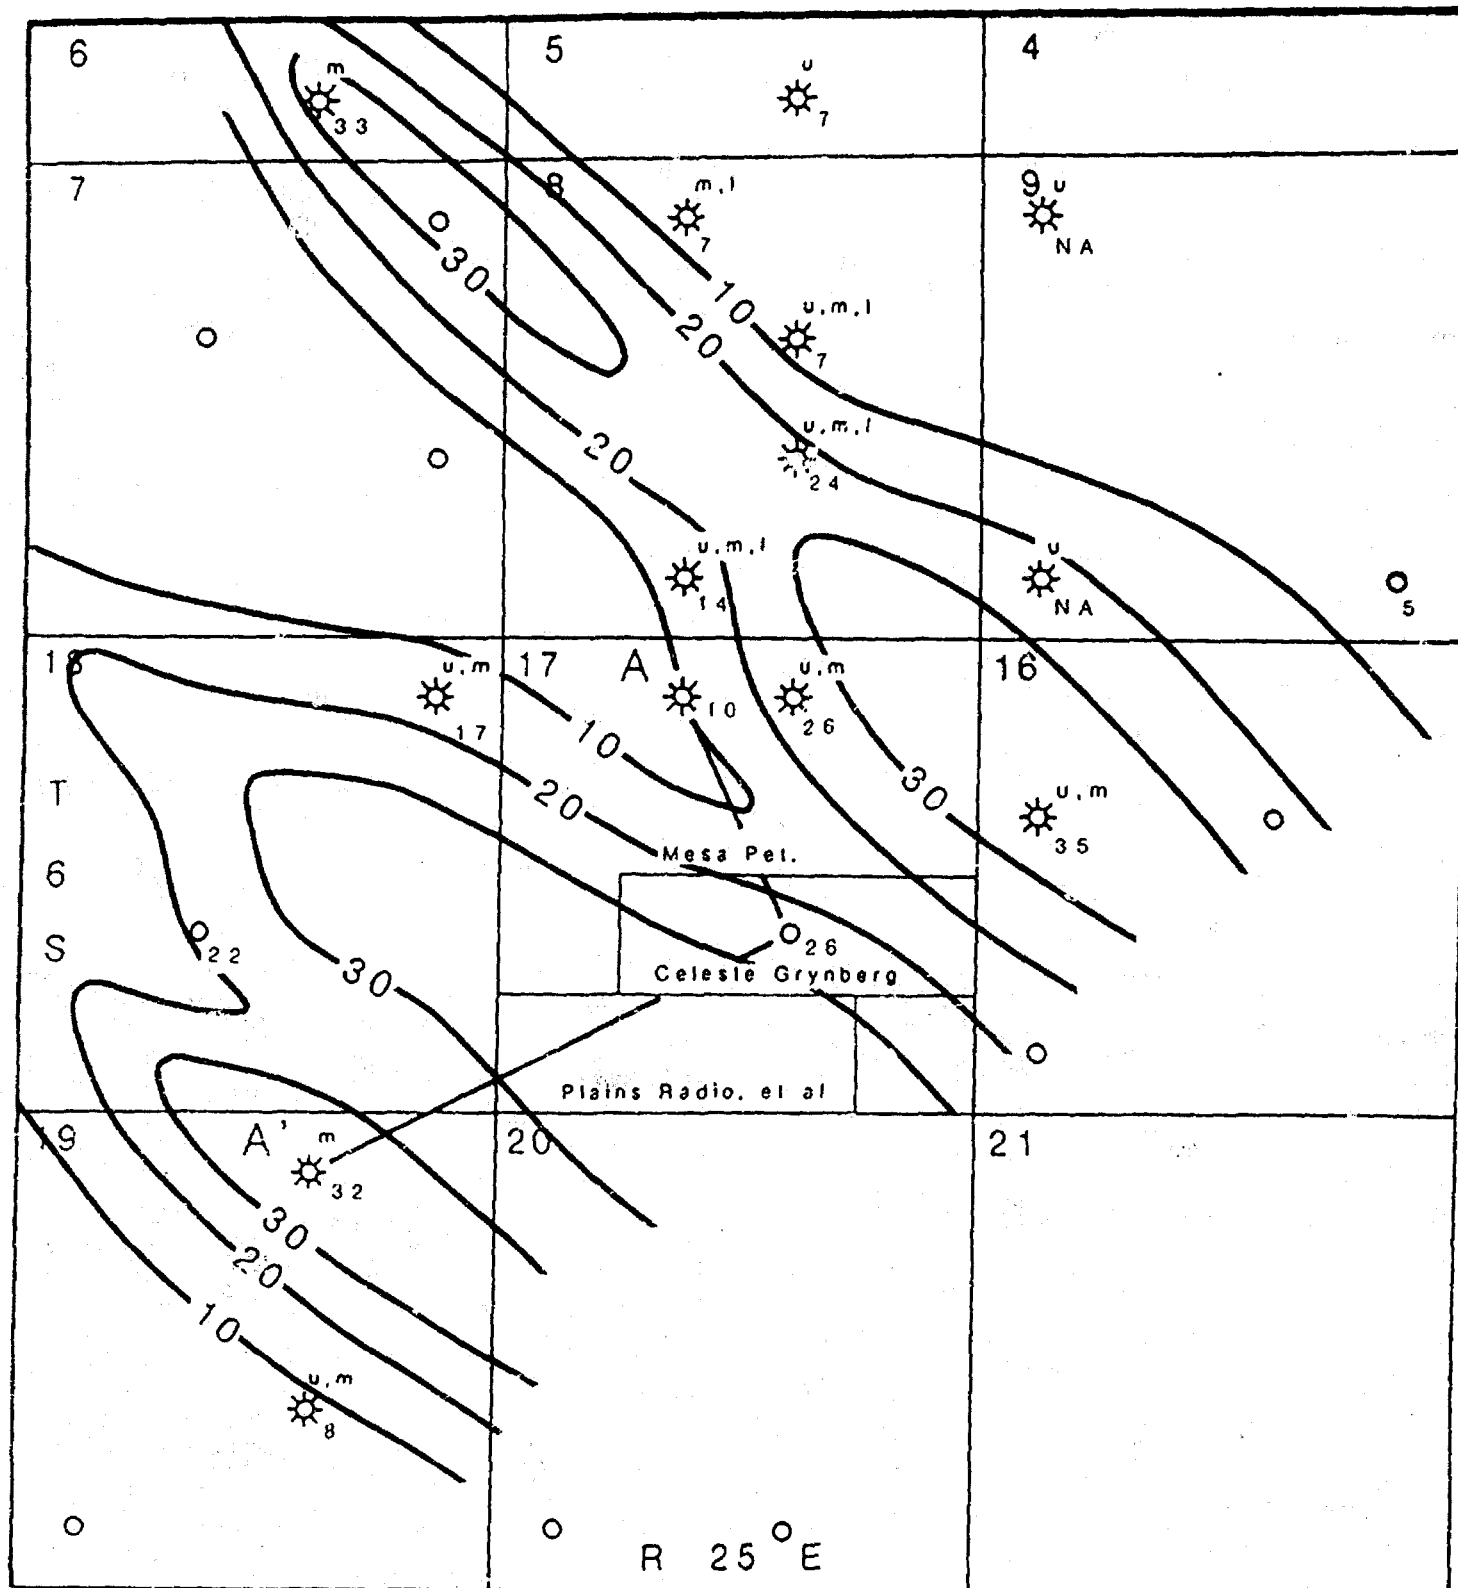 6 5 4
m u
33 7
7 8 9 u
m,l
7 NA
30 10
u,m,l
20 7
u,m,l
20 24
u,m,l u
14 NA 5
18 u,m 17 A u,m 16
17 10 26
10
T 20 30 u,m
35
6 Mesa Pet.
S 22 26
30 Celeste Grynberg
Plains Radio, et al
19 A' m 20 21
32
30
20
10
u,m
8
R 25 E